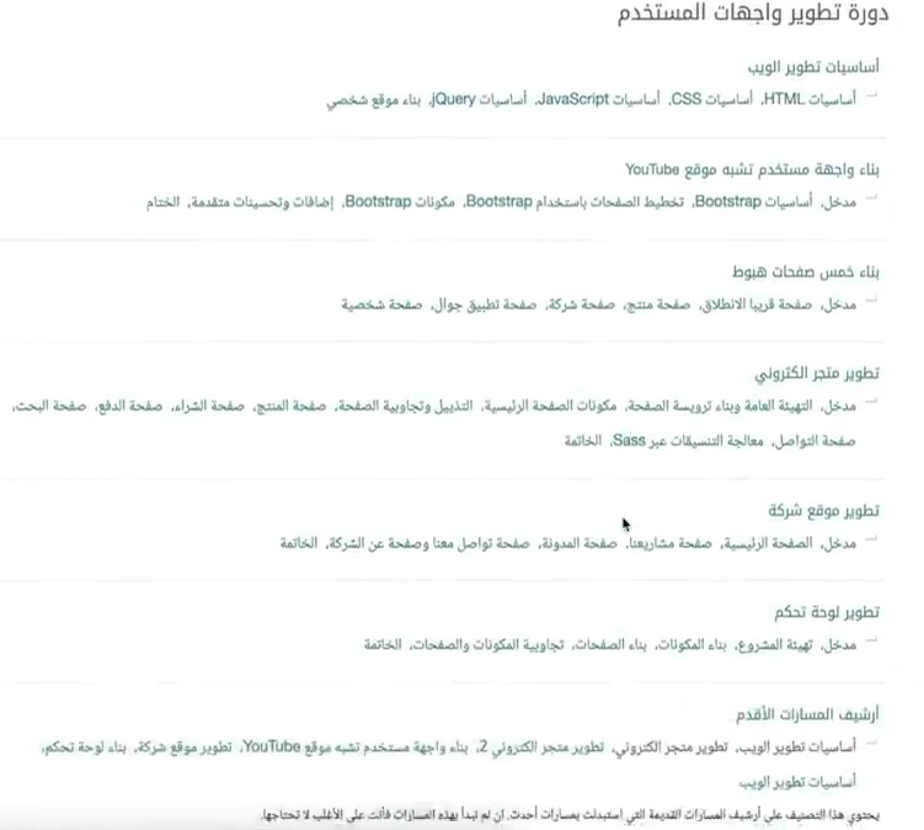 دورة تطوير واجهات المستخدم
أساسيات تطوير الويب
أساسيات HTML، أساسيات CSS، أساسيات JavaScript، أساسيات jQuery، بناء موقع شخصي
بناء واجهة مستخدم تشبه موقع YouTube
مدخل، أساسيات Bootstrap، تخطيط الصفحات باستخدام Bootstrap، مكونات Bootstrap، إضافات وتحسينات متقدمة، الختام
بناء خمس صفحات هبوط
مدخل، صفحة قريبا الانطلاق، صفحة منتج، صفحة شركة، صفحة تطبيق جوال، صفحة شخصية
تطوير متجر الكتروني
مدخل، التهيئة العامة وبناء ترويسة الصفحة، مكونات الصفحة الرئيسية، التذييل وتجاوبية الصفحة، صفحة المنتج، صفحة الشراء، صفحة الدفع، صفحة البحث،
صفحة التواصل، معالجة التنسيقات عبر Sass، الخاتمة
تطوير موقع شركة
مدخل، الصفحة الرئيسية، صفحة مشاريعنا، صفحة المدونة، صفحة تواصل معنا وصفحة عن الشركة، الخاتمة
تطوير لوحة تحكم
مدخل، تهيئة المشروع، بناء المكونات، بناء الصفحات، تجاوبية المكونات والصفحات، الخاتمة
أرشيف المسارات الأقدم
أساسيات تطوير الويب، تطوير متجر الكتروني، تطوير متجر الكتروني 2، بناء واجهة مستخدم تشبه موقع YouTube، تطوير موقع شركة، بناء لوحة تحكم،
أساسيات تطوير الويب
يحتوي هذا التصنيف على أرشيف المسارات القديمة التي استبدلت بمسارات أحدث. إن لم تبدأ بهذه المسارات فأنت على الأغلب لا تحتاجها.